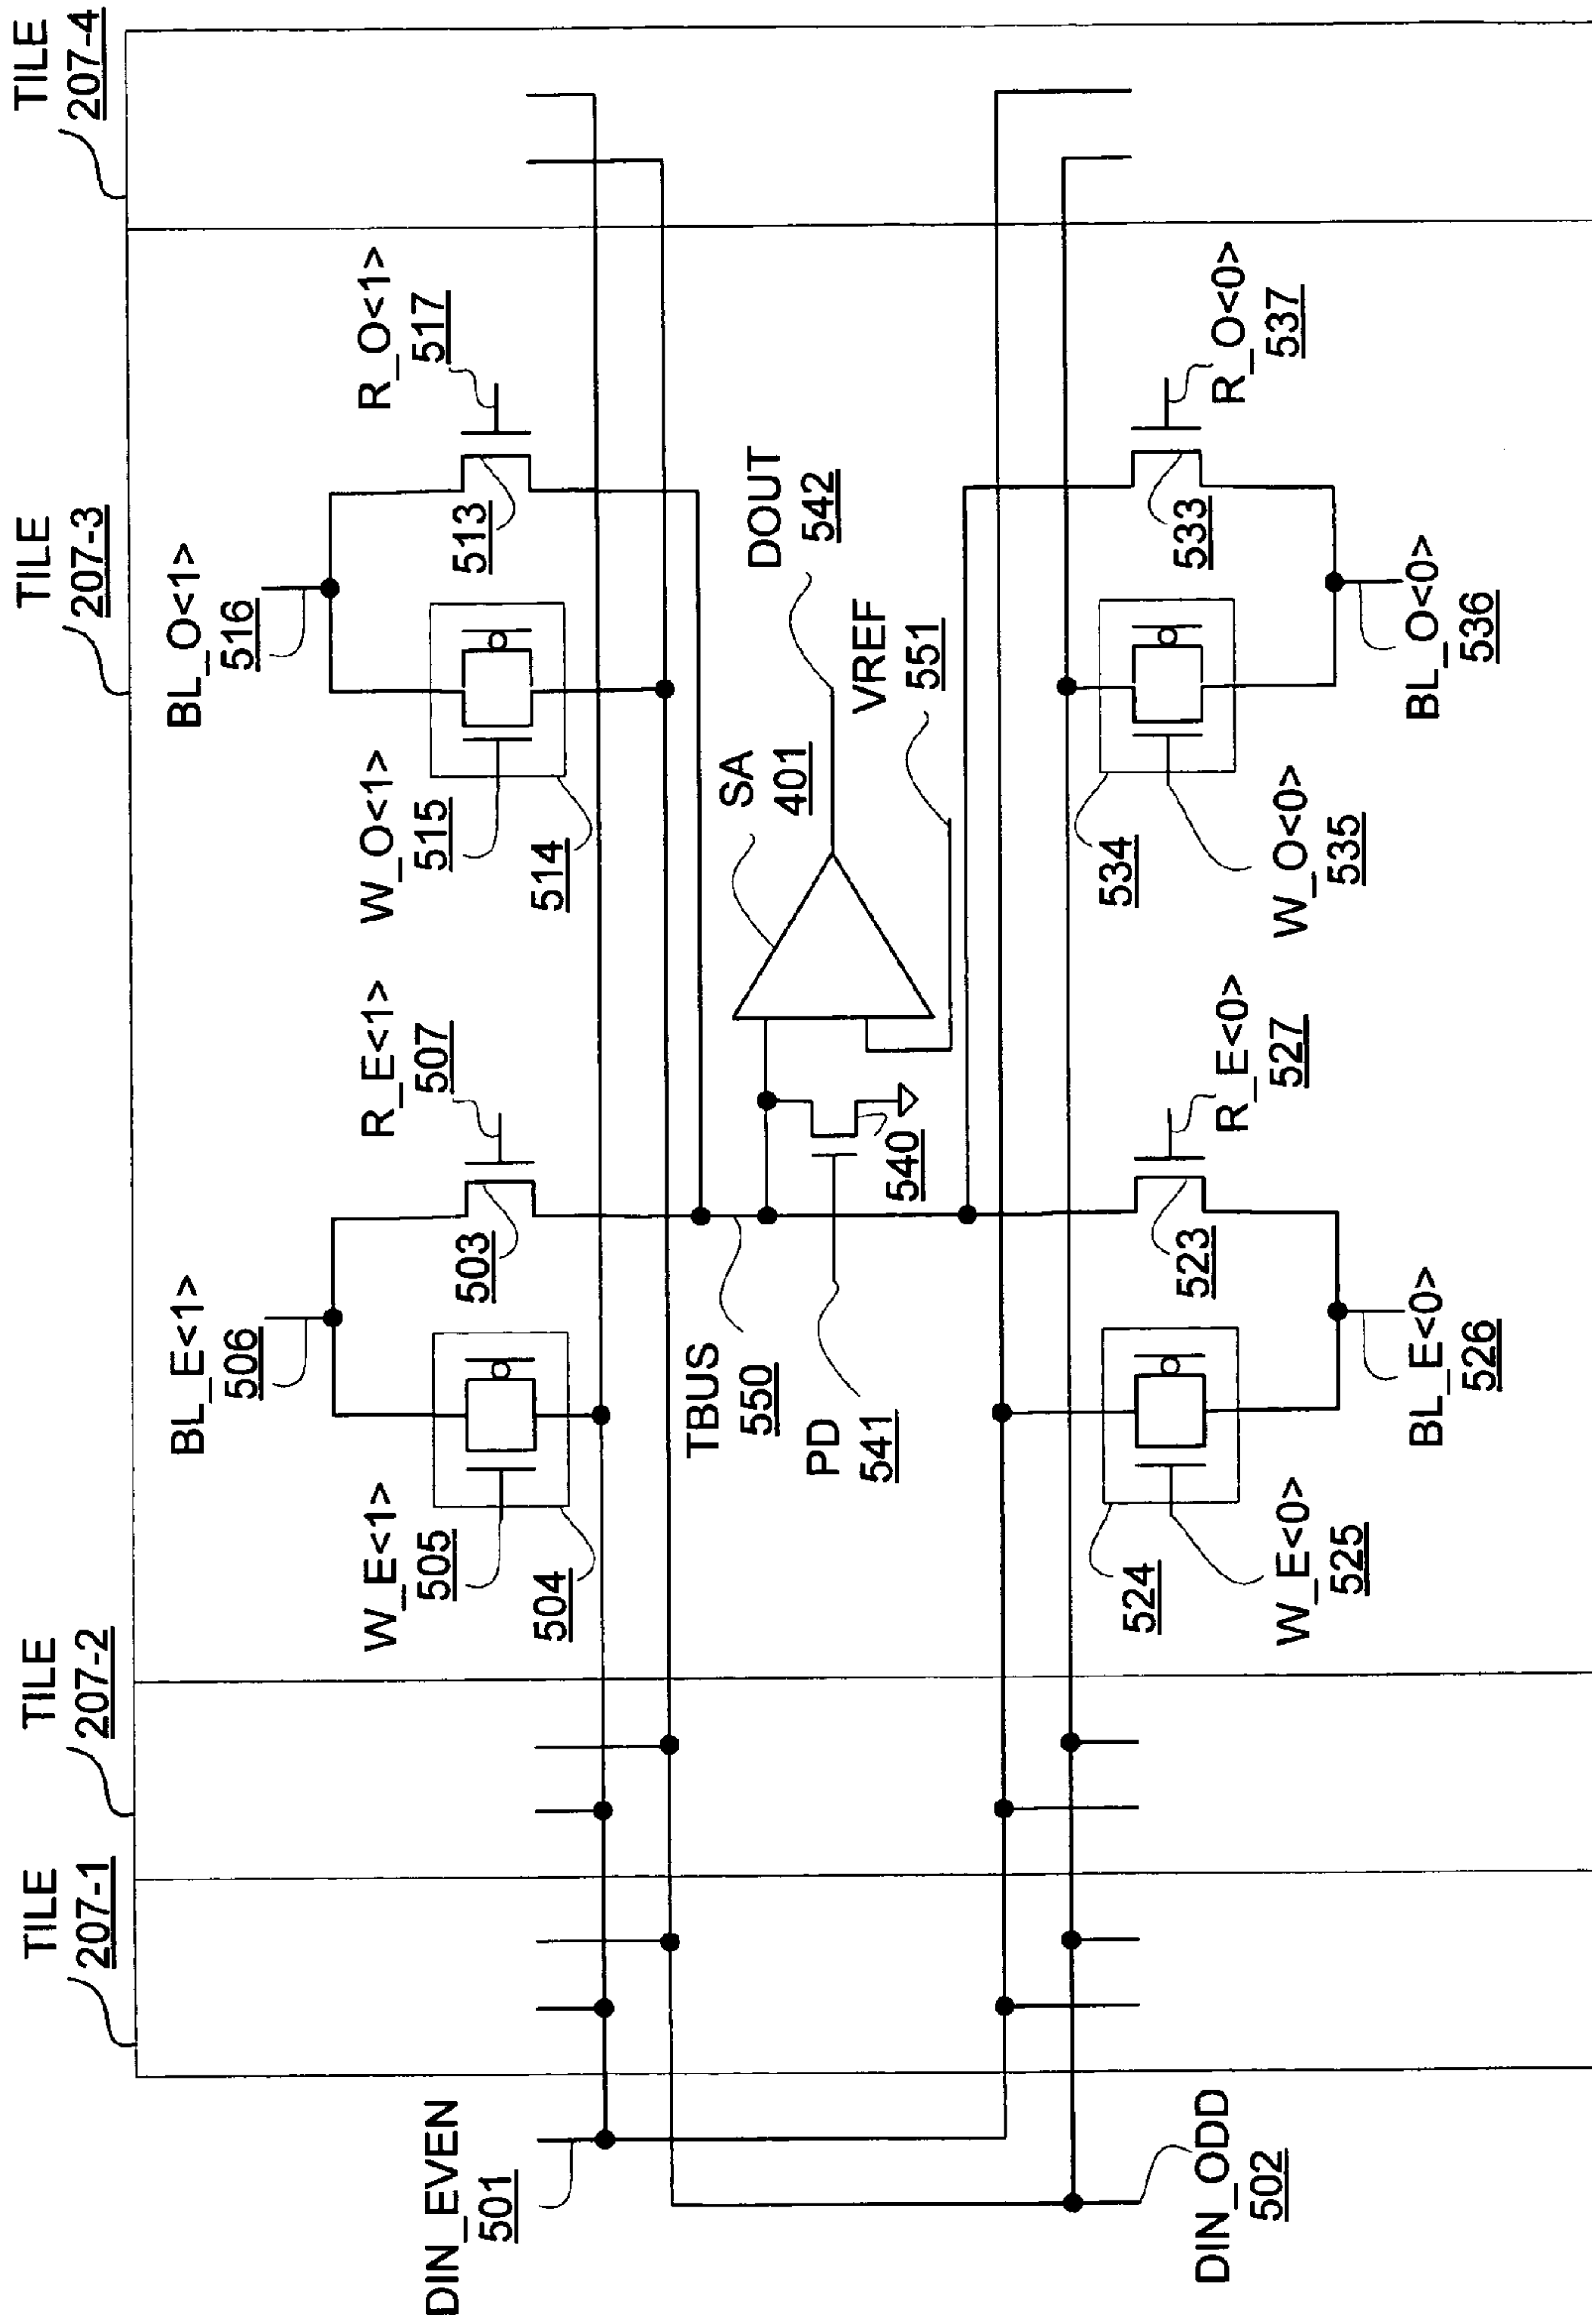 TILE
207-1
TILE
207-2
TILE
207-3
TILE
207-4
BL_E<1>
506
BL_O<1>
516
W_E<1>
505
504
R_E<1>
507
503
W_O<1>
515
514
R_O<1>
517
513
DIN_EVEN
501
TBUS
550
PD
541
540
SA
401
DOUT
542
VREF
551
DIN_ODD
502
524
W_E<0>
525
523
R_E<0>
527
534
W_O<0>
535
533
R_O<0>
537
BL_E<0>
526
BL_O<0>
536